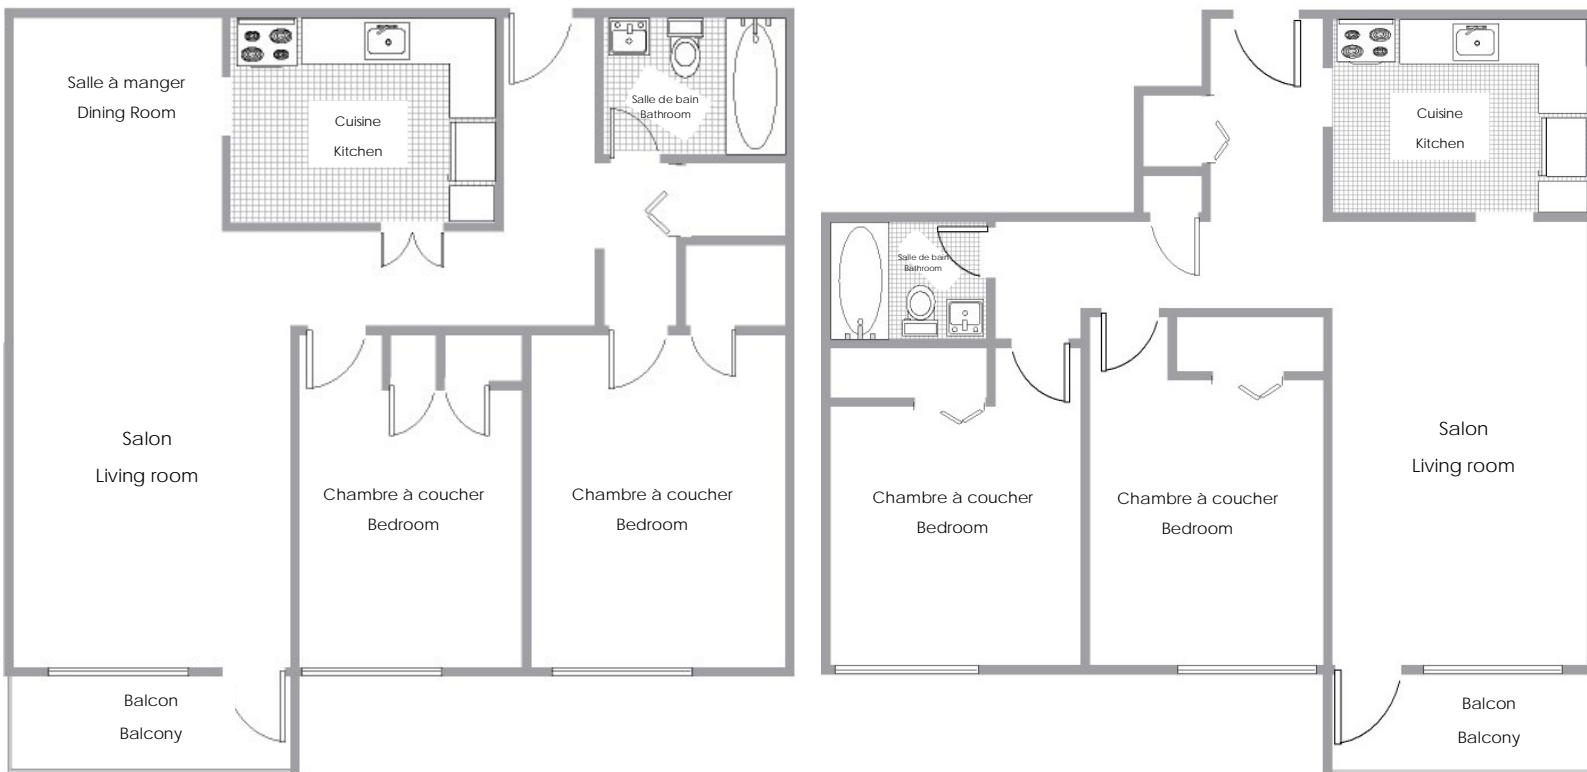 Salle à manger
Dining Room
Cuisine
Kitchen
Salle de bain
Bathroom
Salon
Living room
Chambre à coucher
Bedroom
Chambre à coucher
Bedroom
Balcon
Balcony
Cuisine
Kitchen
Salle de bain
Bathroom
Chambre à coucher
Bedroom
Chambre à coucher
Bedroom
Salon
Living room
Balcon
Balcony